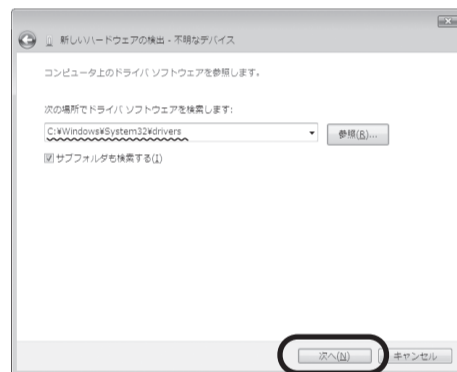 新しいハードウェアの検出 - 不明なデバイス
コンピュータ上のドライバ ソフトウェアを参照します。
次の場所でドライバ ソフトウェアを検索します:
C:¥Windows¥System32¥drivers
参照(R)...
サブフォルダも検索する(I)
次へ(N)
キャンセル